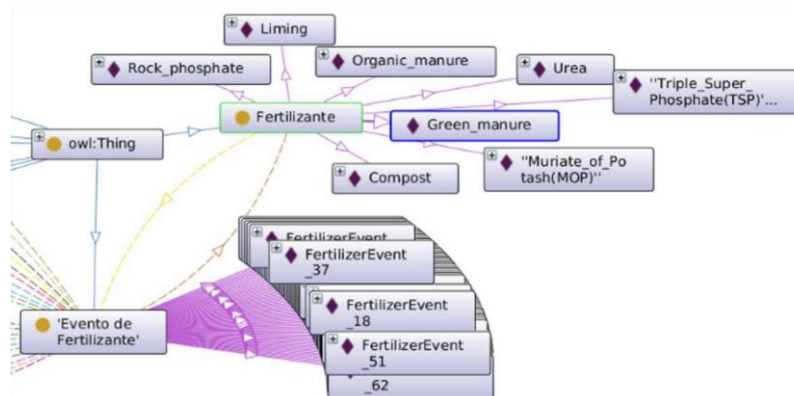 Liming
Organic_manure
Rock_phosphate
Urea
"Triple_Super_
Phosphate(TSP)'...
Fertilizante
Green_manure
owl:Thing
"Muriate_of_Po
tash(MOP)"
Compost
FertilizerEvent
FertilizerEvent
_37
FertilizerEvent
_18
'Evento de
Fertilizante'
FertilizerEvent
_51
_62